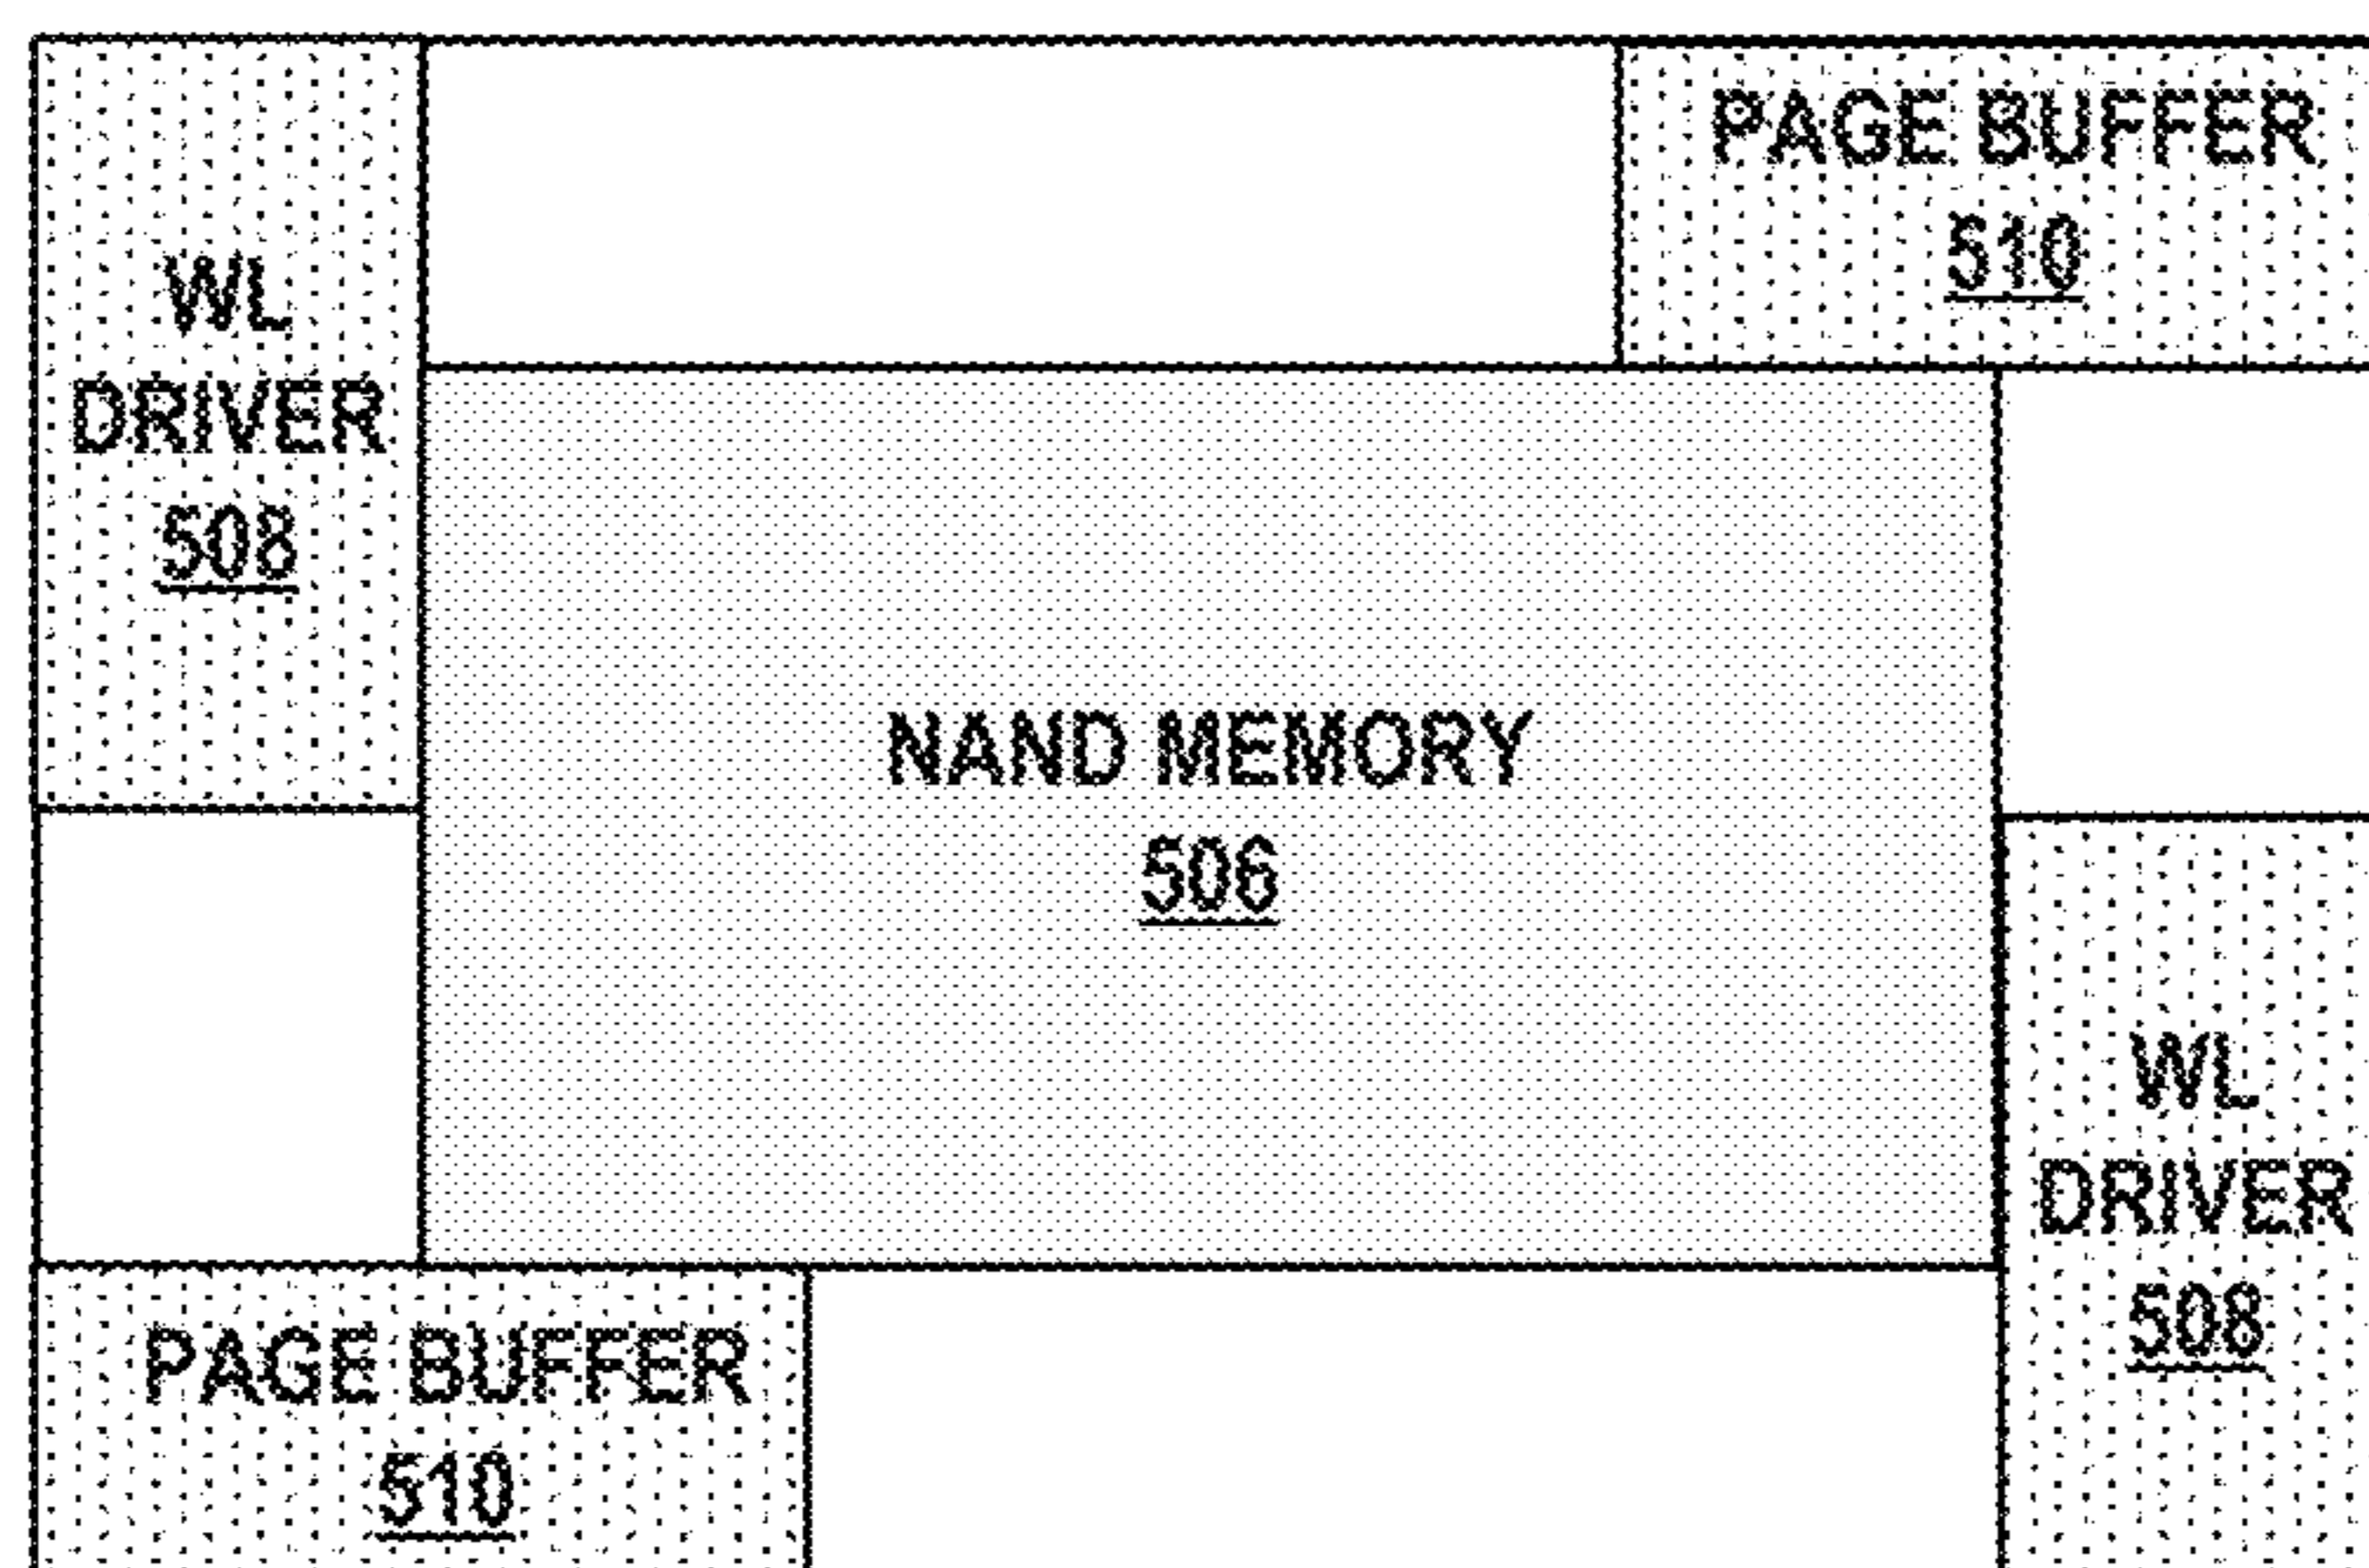 PAGE BUFFER
510
WL
DRIVER
508
NAND MEMORY
506
WL
DRIVER
508
PAGE BUFFER
510